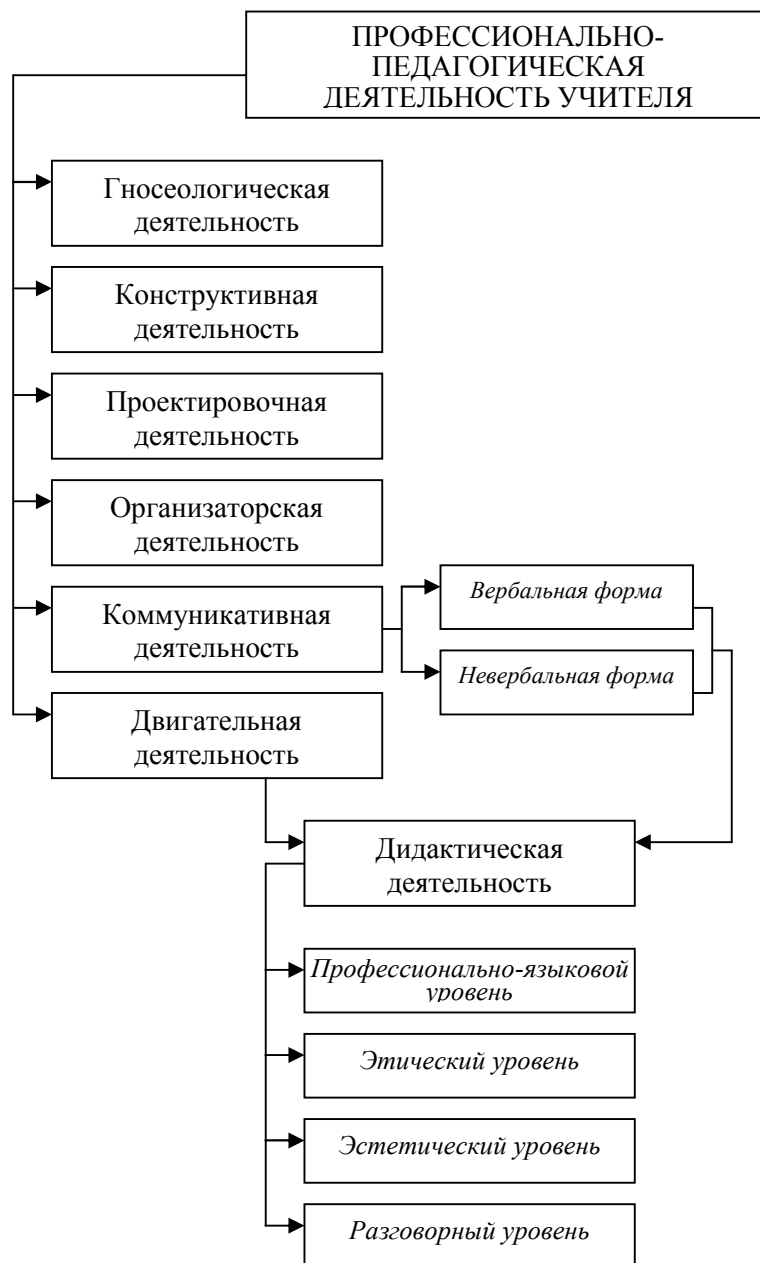 ПРОФЕССИОНАЛЬНО-
ПЕДАГОГИЧЕСКАЯ
ДЕЯТЕЛЬНОСТЬ УЧИТЕЛЯ
Гносеологическая
деятельность
Конструктивная
деятельность
Проектировочная
деятельность
Организаторская
деятельность
Коммуникативная
деятельность
Вербальная форма
Невербальная форма
Двигательная
деятельность
Дидактическая
деятельность
Профессионально-языковой
уровень
Этический уровень
Эстетический уровень
Разговорный уровень